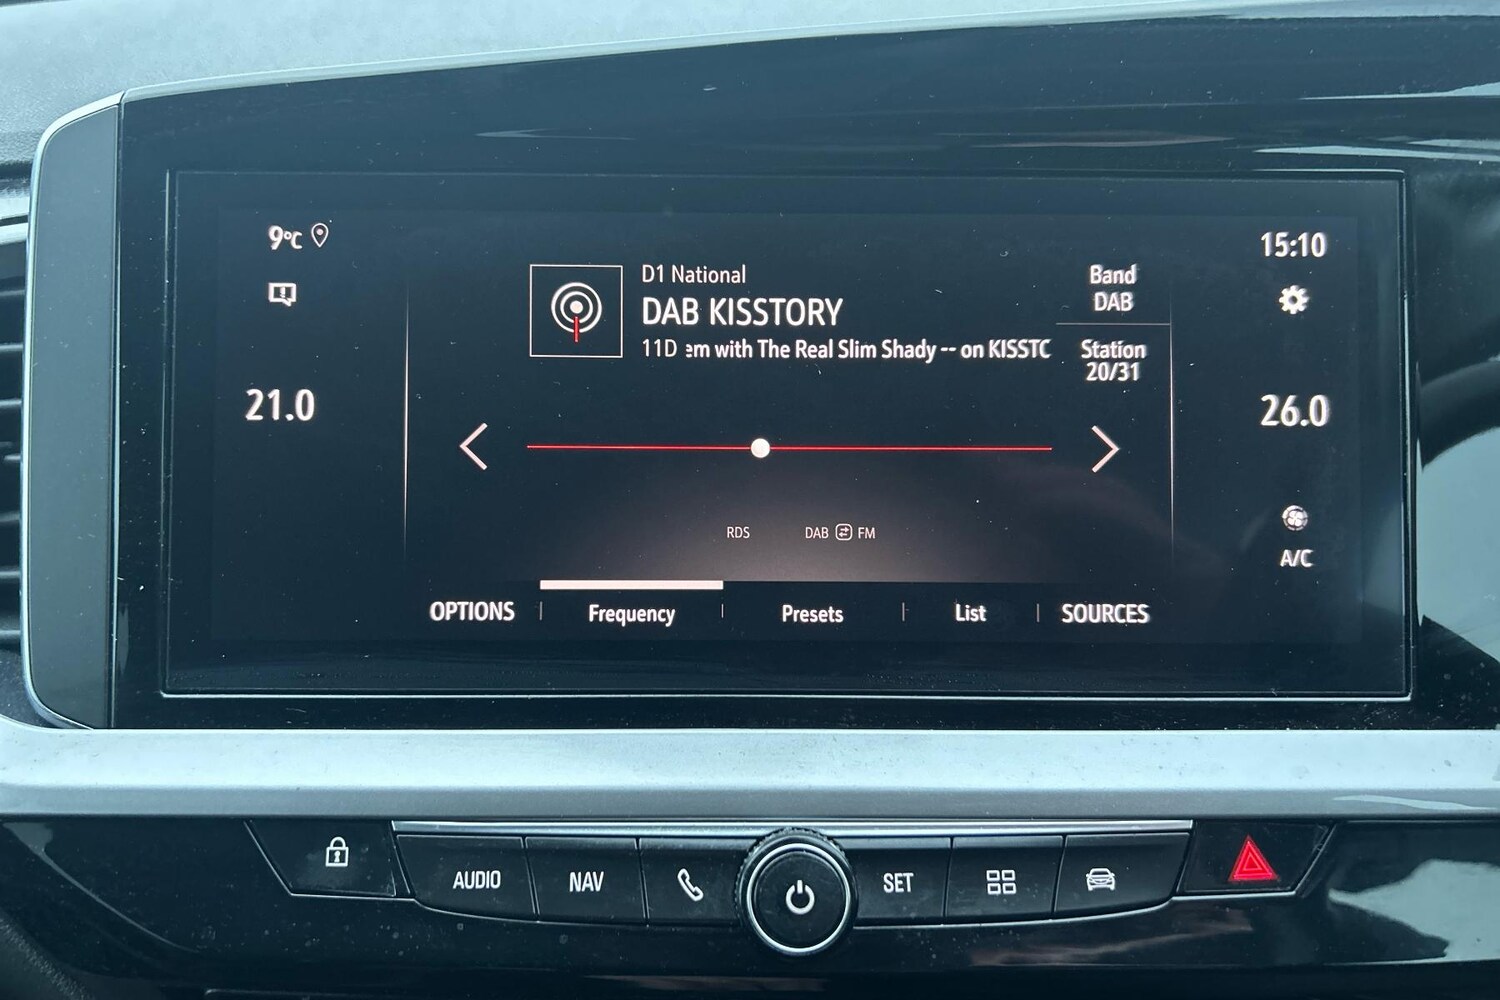 9°C
D1 National
DAB KISSTORY
11D em with The Real Slim Shady -- on KISSTC
Band
DAB
Station
20/31
15:10
21.0
26.0
RDS
DAB FM
A/C
OPTIONS
Frequency
Presets
List
SOURCES
AUDIO
NAV
SET